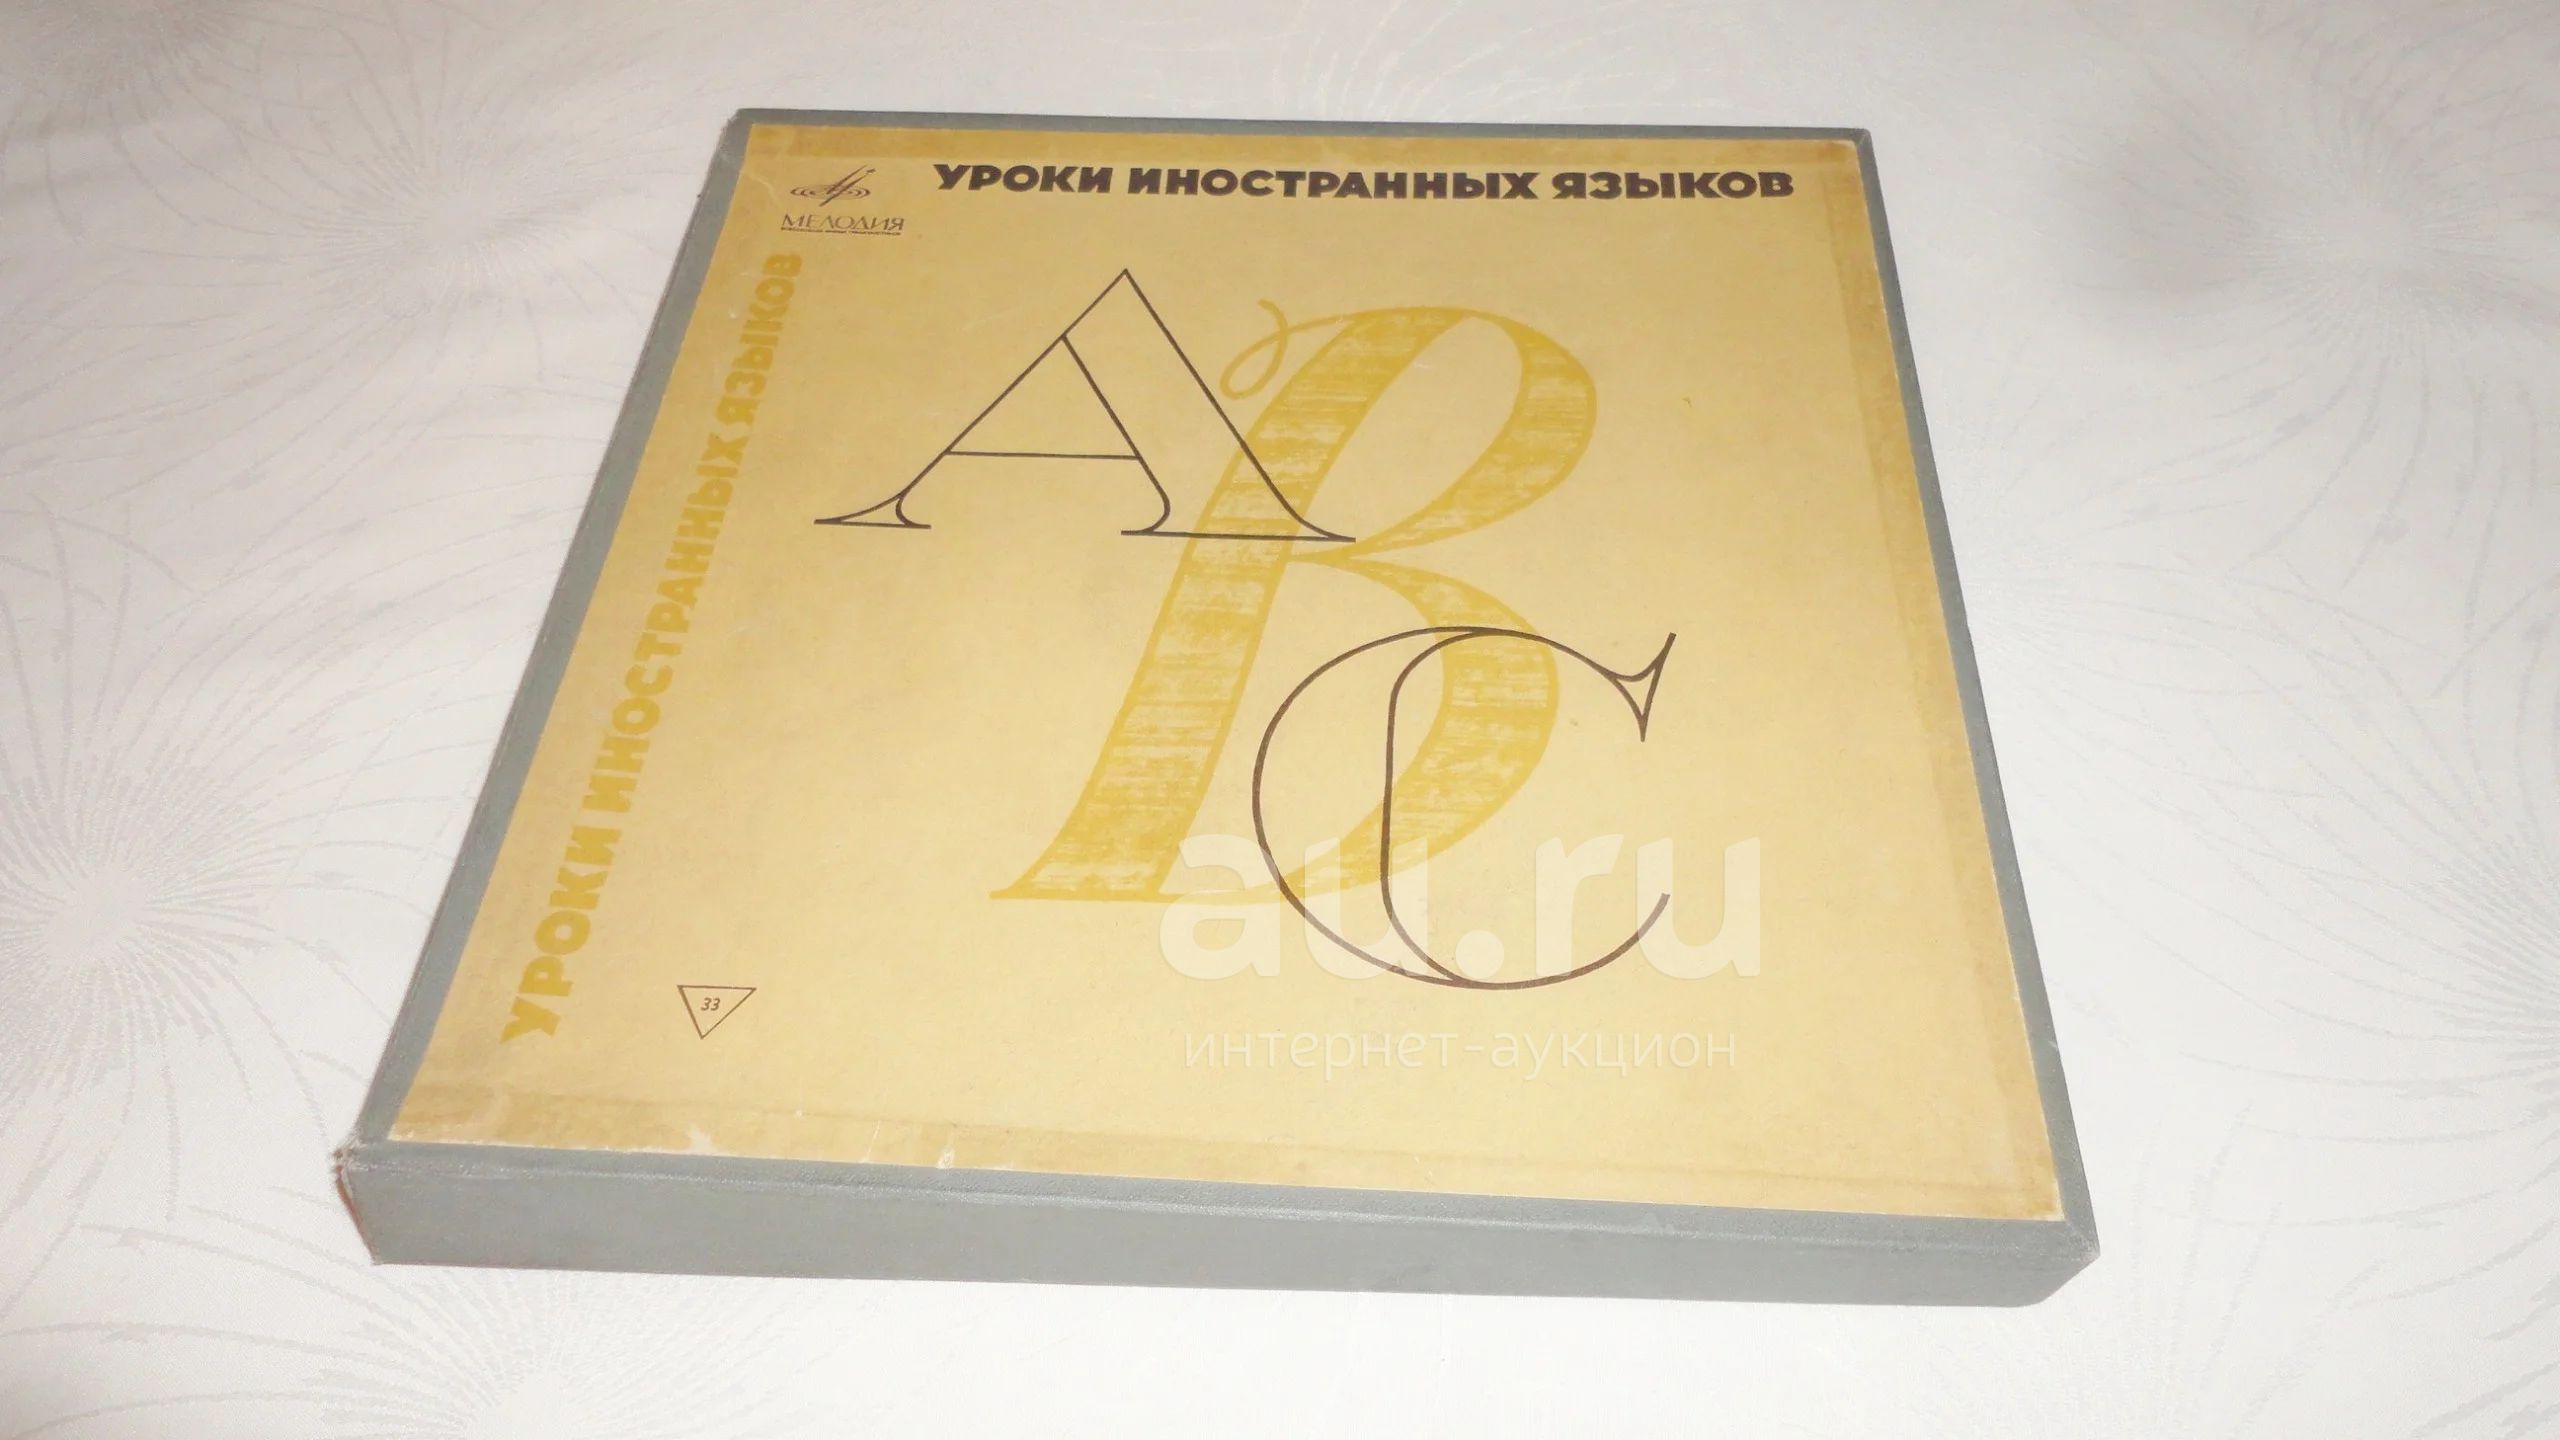 УРОКИ ИНОСТРАННЫХ ЯЗЫКОВ
МЕЛОДИЯ
УРОКИ ИНОСТРАННЫХ ЯЗЫКОВ
A
B
C
33
au.ru
интернет-аукцион